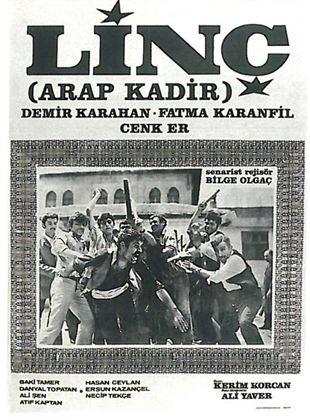 LİNÇ
(ARAP KADİR)
DEMİR KARAHAN · FATMA KARANFİL
CENK ER
senarist rejisör
BİLGE OLGAÇ
BAKİ TAMER
DANYAL TOPATAN
ALİ ŞEN
ATIF KAPTAN
HASAN CEYLAN
ERSUN KAZANÇEL
NECİP TEKÇE
KERİM KORCAN
ALİ YAVER